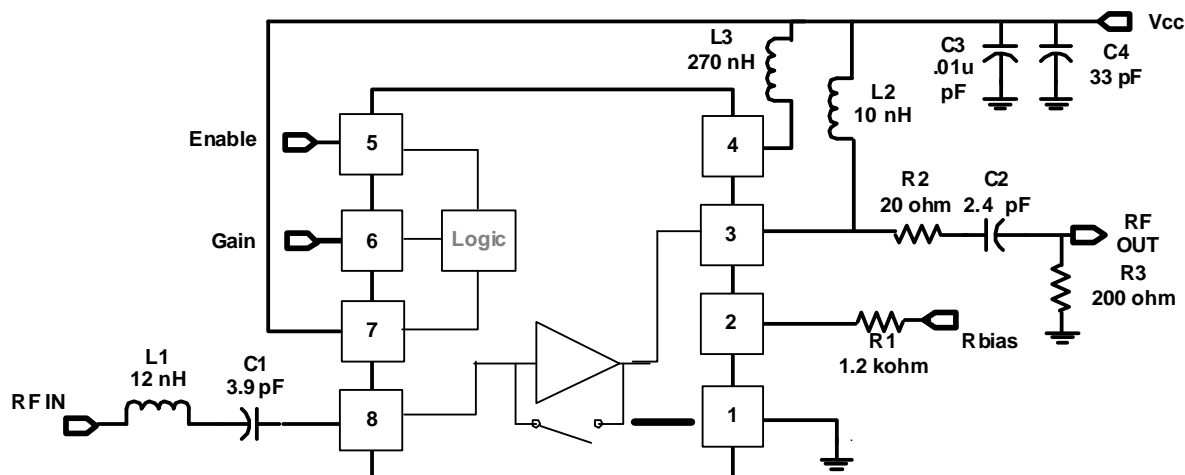 Vcc
L3
270 nH
C3
.01u
pF
C4
33 pF
L2
10 nH
Enable
5
4
R2
20 ohm
C2
2.4 pF
Gain
6
Logic
3
RF
OUT
R3
200 ohm
7
2
R1
1.2 kohm
Rbias
L1
12 nH
C1
3.9 pF
RF IN
8
1